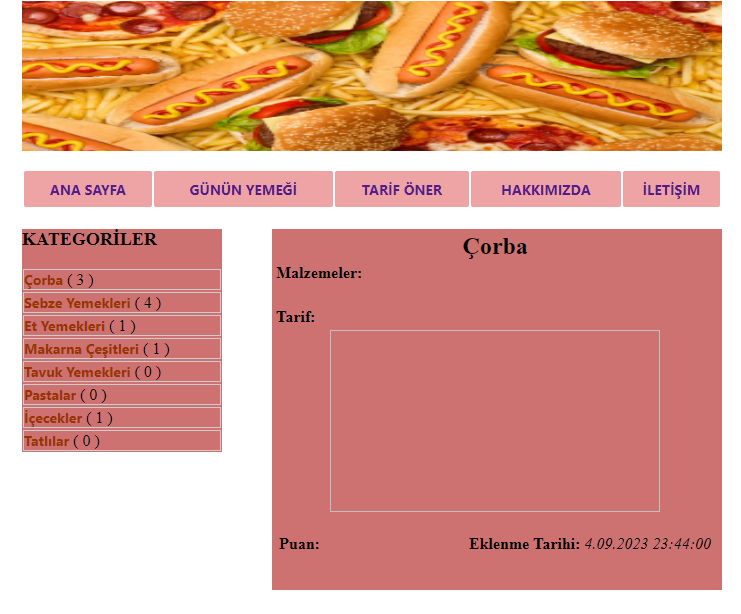 ANA SAYFA GÜNÜN YEMEĞİ TARİF ÖNER HAKKIMIZDA İLETİŞİM
KATEGORİLER
Çorba ( 3 )
Sebze Yemekleri ( 4 )
Et Yemekleri ( 1 )
Makarna Çeşitleri ( 1 )
Tavuk Yemekleri ( 0 )
Pastalar ( 0 )
İçecekler ( 1 )
Tatlılar ( 0 )
Çorba
Malzemeler:
Tarif:
Puan: Eklenme Tarihi: 4.09.2023 23:44:00